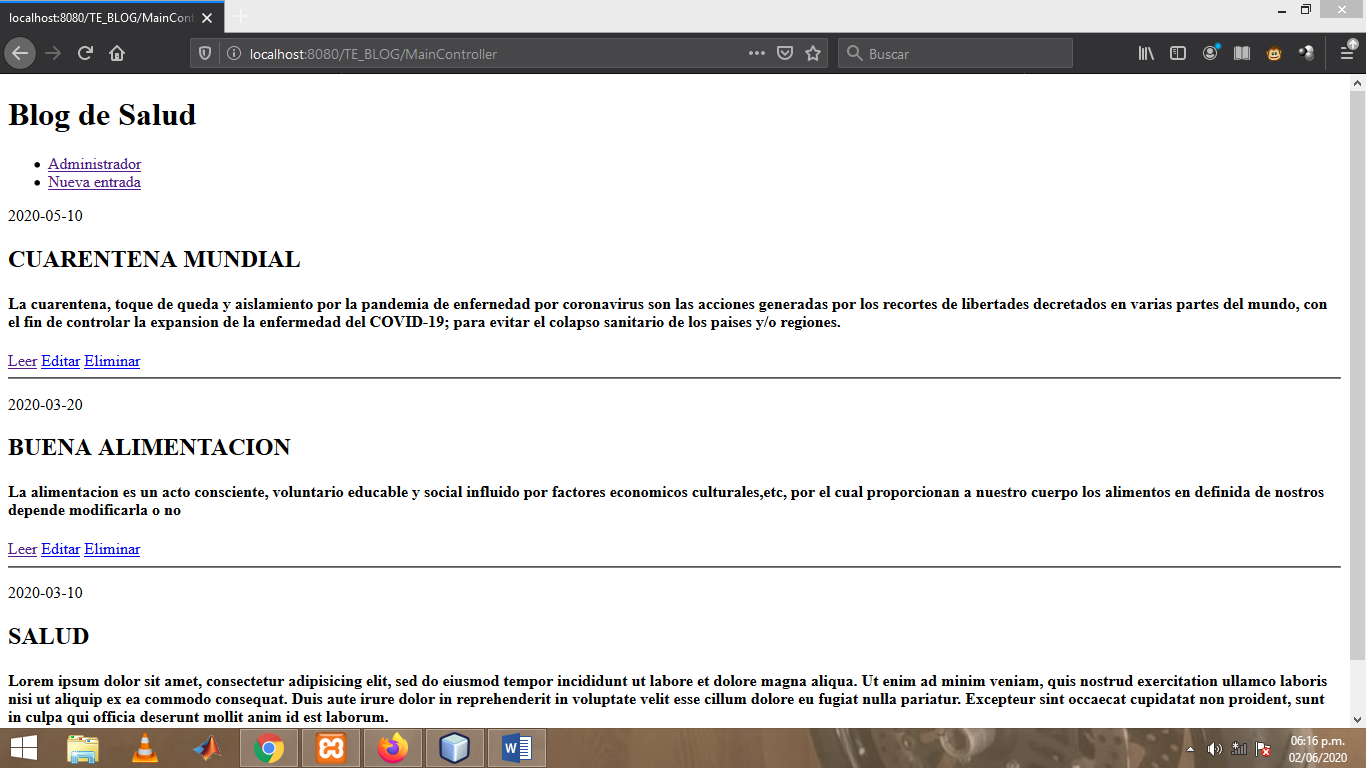 localhost:8080/TE_BLOG/MainCont
localhost:8080/TE_BLOG/MainController
Buscar
Blog de Salud
Administrador
Nueva entrada
2020-05-10
CUARENTENA MUNDIAL
La cuarentena, toque de queda y aislamiento por la pandemia de enfernedad por coronavirus son las acciones generadas por los recortes de libertades decretados en varias partes del mundo, con
el fin de controlar la expansion de la enfermedad del COVID-19; para evitar el colapso sanitario de los paises y/o regiones.
Leer Editar Eliminar
2020-03-20
BUENA ALIMENTACION
La alimentacion es un acto consciente, voluntario educable y social influido por factores economicos culturales,etc, por el cual proporcionan a nuestro cuerpo los alimentos en definida de nostros
depende modificarla o no
Leer Editar Eliminar
2020-03-10
SALUD
Lorem ipsum dolor sit amet, consectetur adipisicing elit, sed do eiusmod tempor incididunt ut labore et dolore magna aliqua. Ut enim ad minim veniam, quis nostrud exercitation ullamco laboris
nisi ut aliquip ex ea commodo consequat. Duis aute irure dolor in reprehenderit in voluptate velit esse cillum dolore eu fugiat nulla pariatur. Excepteur sint occaecat cupidatat non proident, sunt
in culpa qui officia deserunt mollit anim id est laborum.
06:16 p.m.
02/06/2020